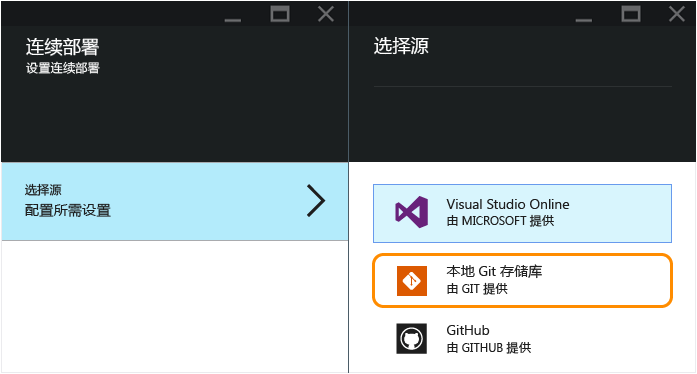 连续部署
设置连续部署
选择源
配置所需设置
选择源
Visual Studio Online
由 MICROSOFT 提供
本地 Git 存储库
由 GIT 提供
GitHub
由 GITHUB 提供